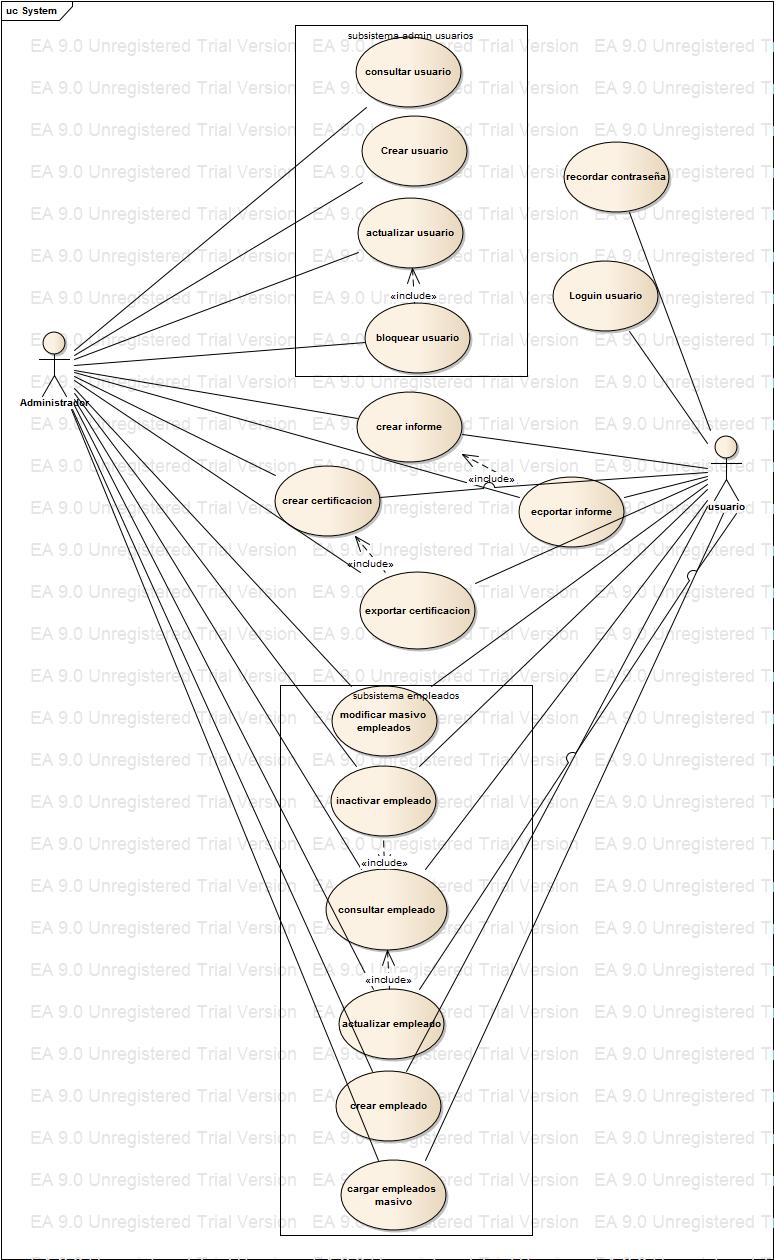 uc System
subsistema admin usuarios
consultar usuario
Crear usuario
recordar contraseña
actualizar usuario
«include»
Loguin usuario
bloquear usuario
Administrador
crear informe
«include»
crear certificacion
ecportar informe
usuario
«include»
exportar certificacion
subsistema empleados
modificar masivo
empleados
inactivar empleado
«include»
consultar empleado
«include»
actualizar empleado
crear empleado
cargar empleados
masivo
EA 9.0 Unregistered Trial Version